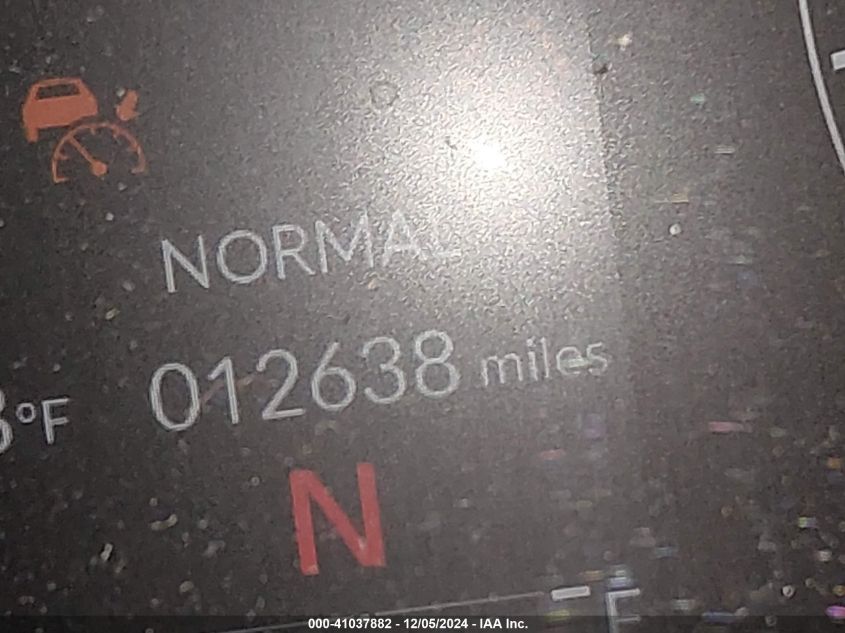 NORMAL
012638 miles
°F
N
F
000-41037882 - 12/05/2024 - IAA Inc.